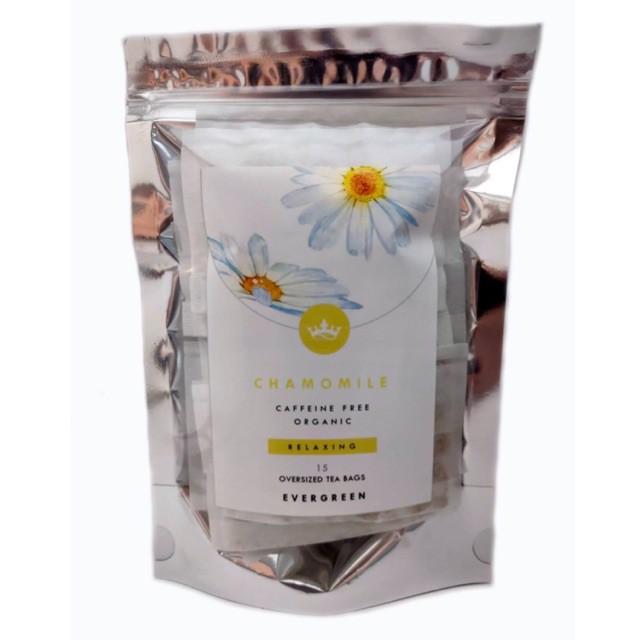 CHAMOMILE
CAFFEINE FREE
ORGANIC
RELAXING
15
OVERSIZED TEA BAGS
EVERGREEN